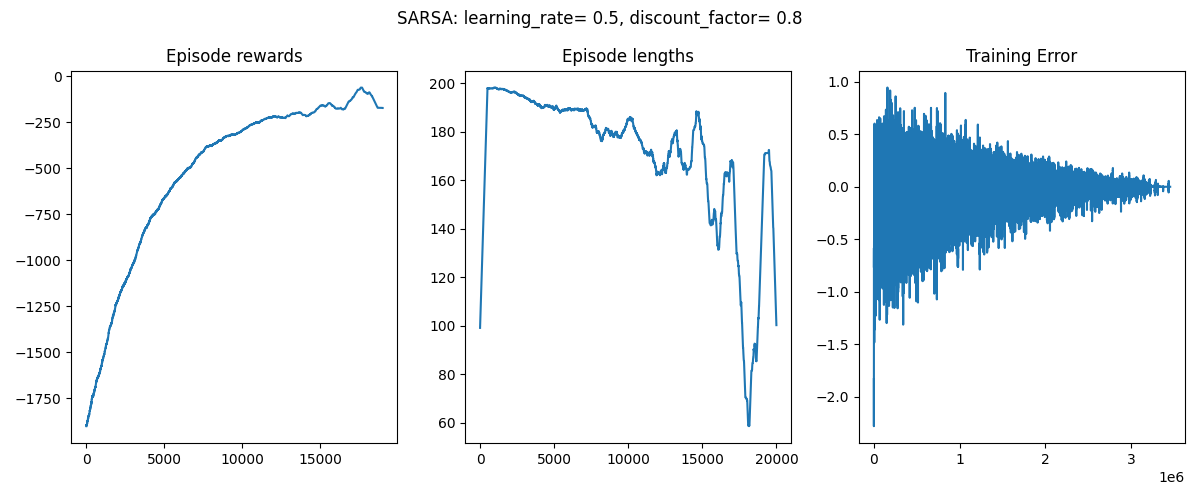 SARSA: learning_rate= 0.5, discount_factor= 0.8
Episode rewards
0
−250
−500
−750
−1000
−1250
−1500
−1750
0 5000 10000 15000
Episode lengths
200
180
160
140
120
100
80
60
0 5000 10000 15000 20000
Training Error
1.0
0.5
0.0
−0.5
−1.0
−1.5
−2.0
0 1 2 3
1e6